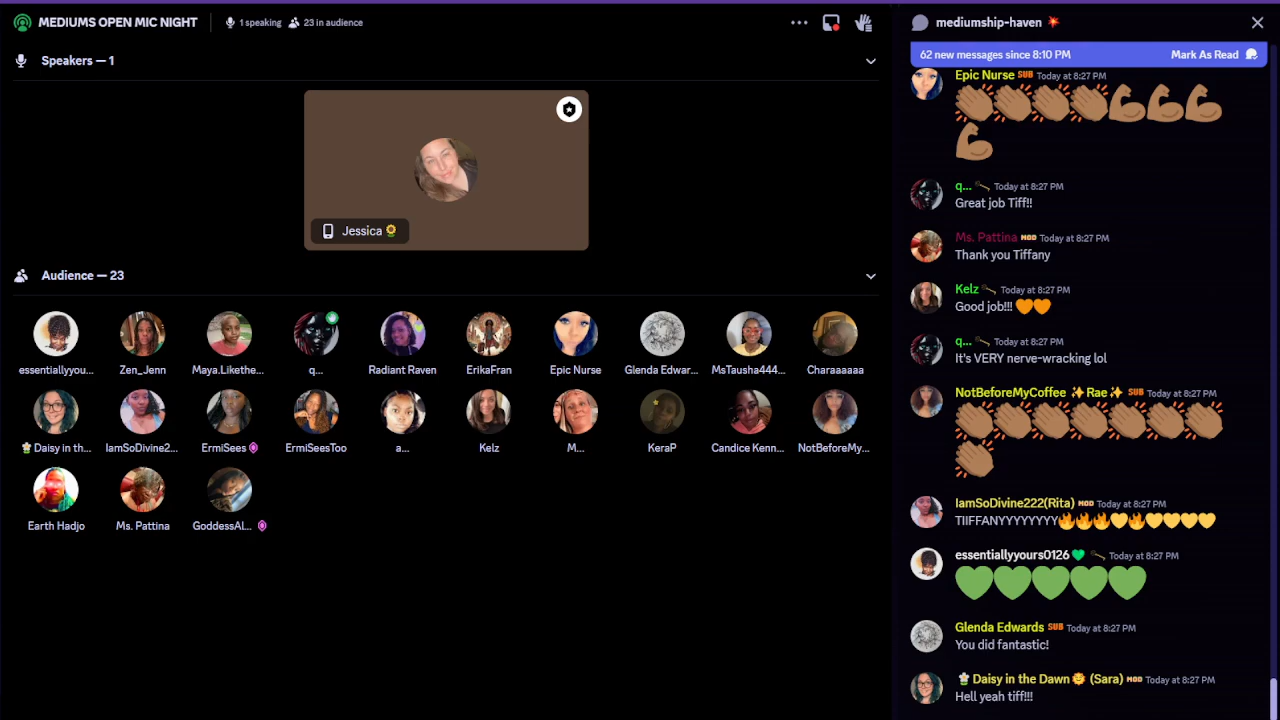 MEDIUMS OPEN MIC NIGHT
1 speaking 23 in audience
Speakers — 1
Jessica🌻
Audience — 23
essentiallyyou... Zen_Jenn Maya.Likethe... q... Radiant Raven ErikaFran Epic Nurse Glenda Edwar... MsTausha444... Charaaaaaa
Daisy in th... IamSoDivine2... ErmiSees ErmiSeesToo a... Kelz M... KeraP Candice Kenn... NotBeforeMy...
Earth Hadjo Ms. Pattina GoddessAl...
mediumship-haven 💥
62 new messages since 8:10 PM Mark As Read
Epic Nurse SUB Today at 8:27 PM
👏🏽👏🏽👏🏽👏🏽💪🏽💪🏽💪🏽
💪🏽
q... Today at 8:27 PM
Great job Tiff!!
Ms. Pattina MOD Today at 8:27 PM
Thank you Tiffany
Kelz Today at 8:27 PM
Good job!!! 🧡🧡
q... Today at 8:27 PM
It's VERY nerve-wracking lol
NotBeforeMyCoffee ✨Rae✨ SUB Today at 8:27 PM
👏🏽👏🏽👏🏽👏🏽👏🏽👏🏽👏🏽
👏🏽
IamSoDivine222(Rita) MOD Today at 8:27 PM
TIIFFANYYYYYYYY🔥🔥🔥💛🔥💛💛💛💛
essentiallyyours0126💚 Today at 8:27 PM
💚💚💚💚💚
Glenda Edwards SUB Today at 8:27 PM
You did fantastic!
Daisy in the Dawn🌞 (Sara) MOD Today at 8:27 PM
Hell yeah tiff!!!